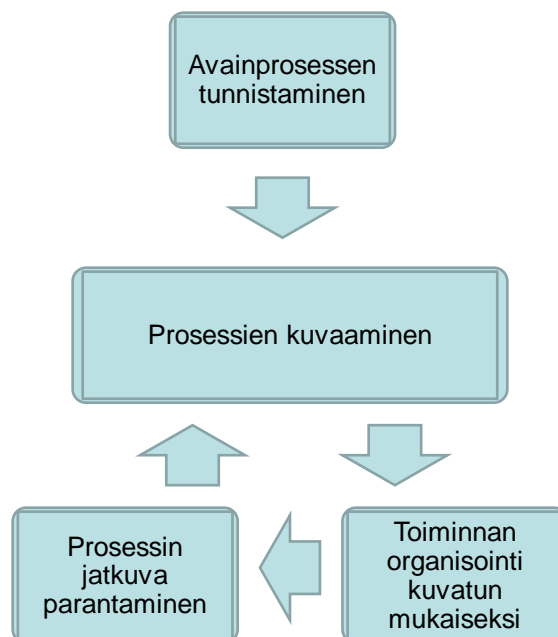 Avainprosessen
tunnistaminen
Prosessien kuvaaminen
Prosessin
jatkuva
parantaminen
Toiminnan
organisointi
kuvatun
mukaiseksi